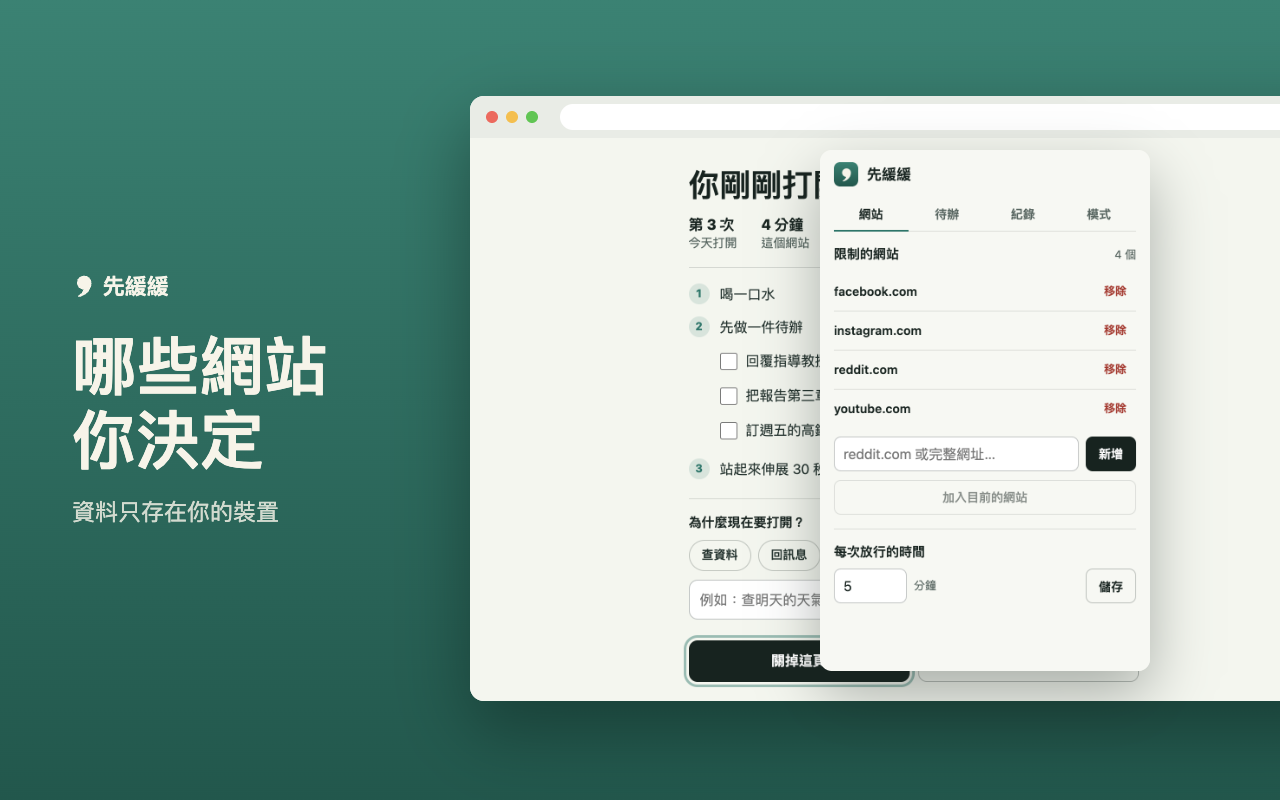 先緩緩
哪些網站
你決定
資料只存在你的裝置
你剛剛打
第 3 次
今天打開
4 分鐘
這個網站
1 喝一口水
2 先做一件待辦
回覆指導教
把報告第三
訂週五的高
3 站起來伸展 30
為什麼現在要打開？
查資料
回訊息
例如：查明天的天
關掉這
先緩緩
網站 待辦 紀錄 模式
限制的網站 4 個
facebook.com 移除
instagram.com 移除
reddit.com 移除
youtube.com 移除
reddit.com 或完整網址... 新增
加入目前的網站
每次放行的時間
5 分鐘 儲存